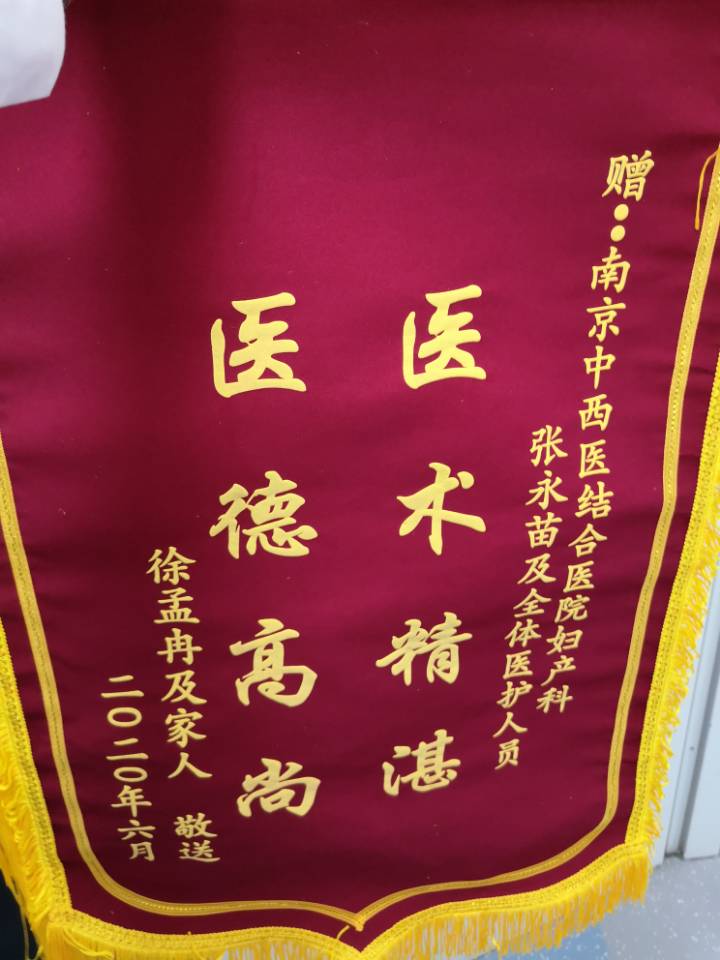 赠:南京中西医结合医院妇产科
张永苗及全体医护人员
医术精湛
医德高尚
徐孟冉及家人 敬送
二〇二〇年六月